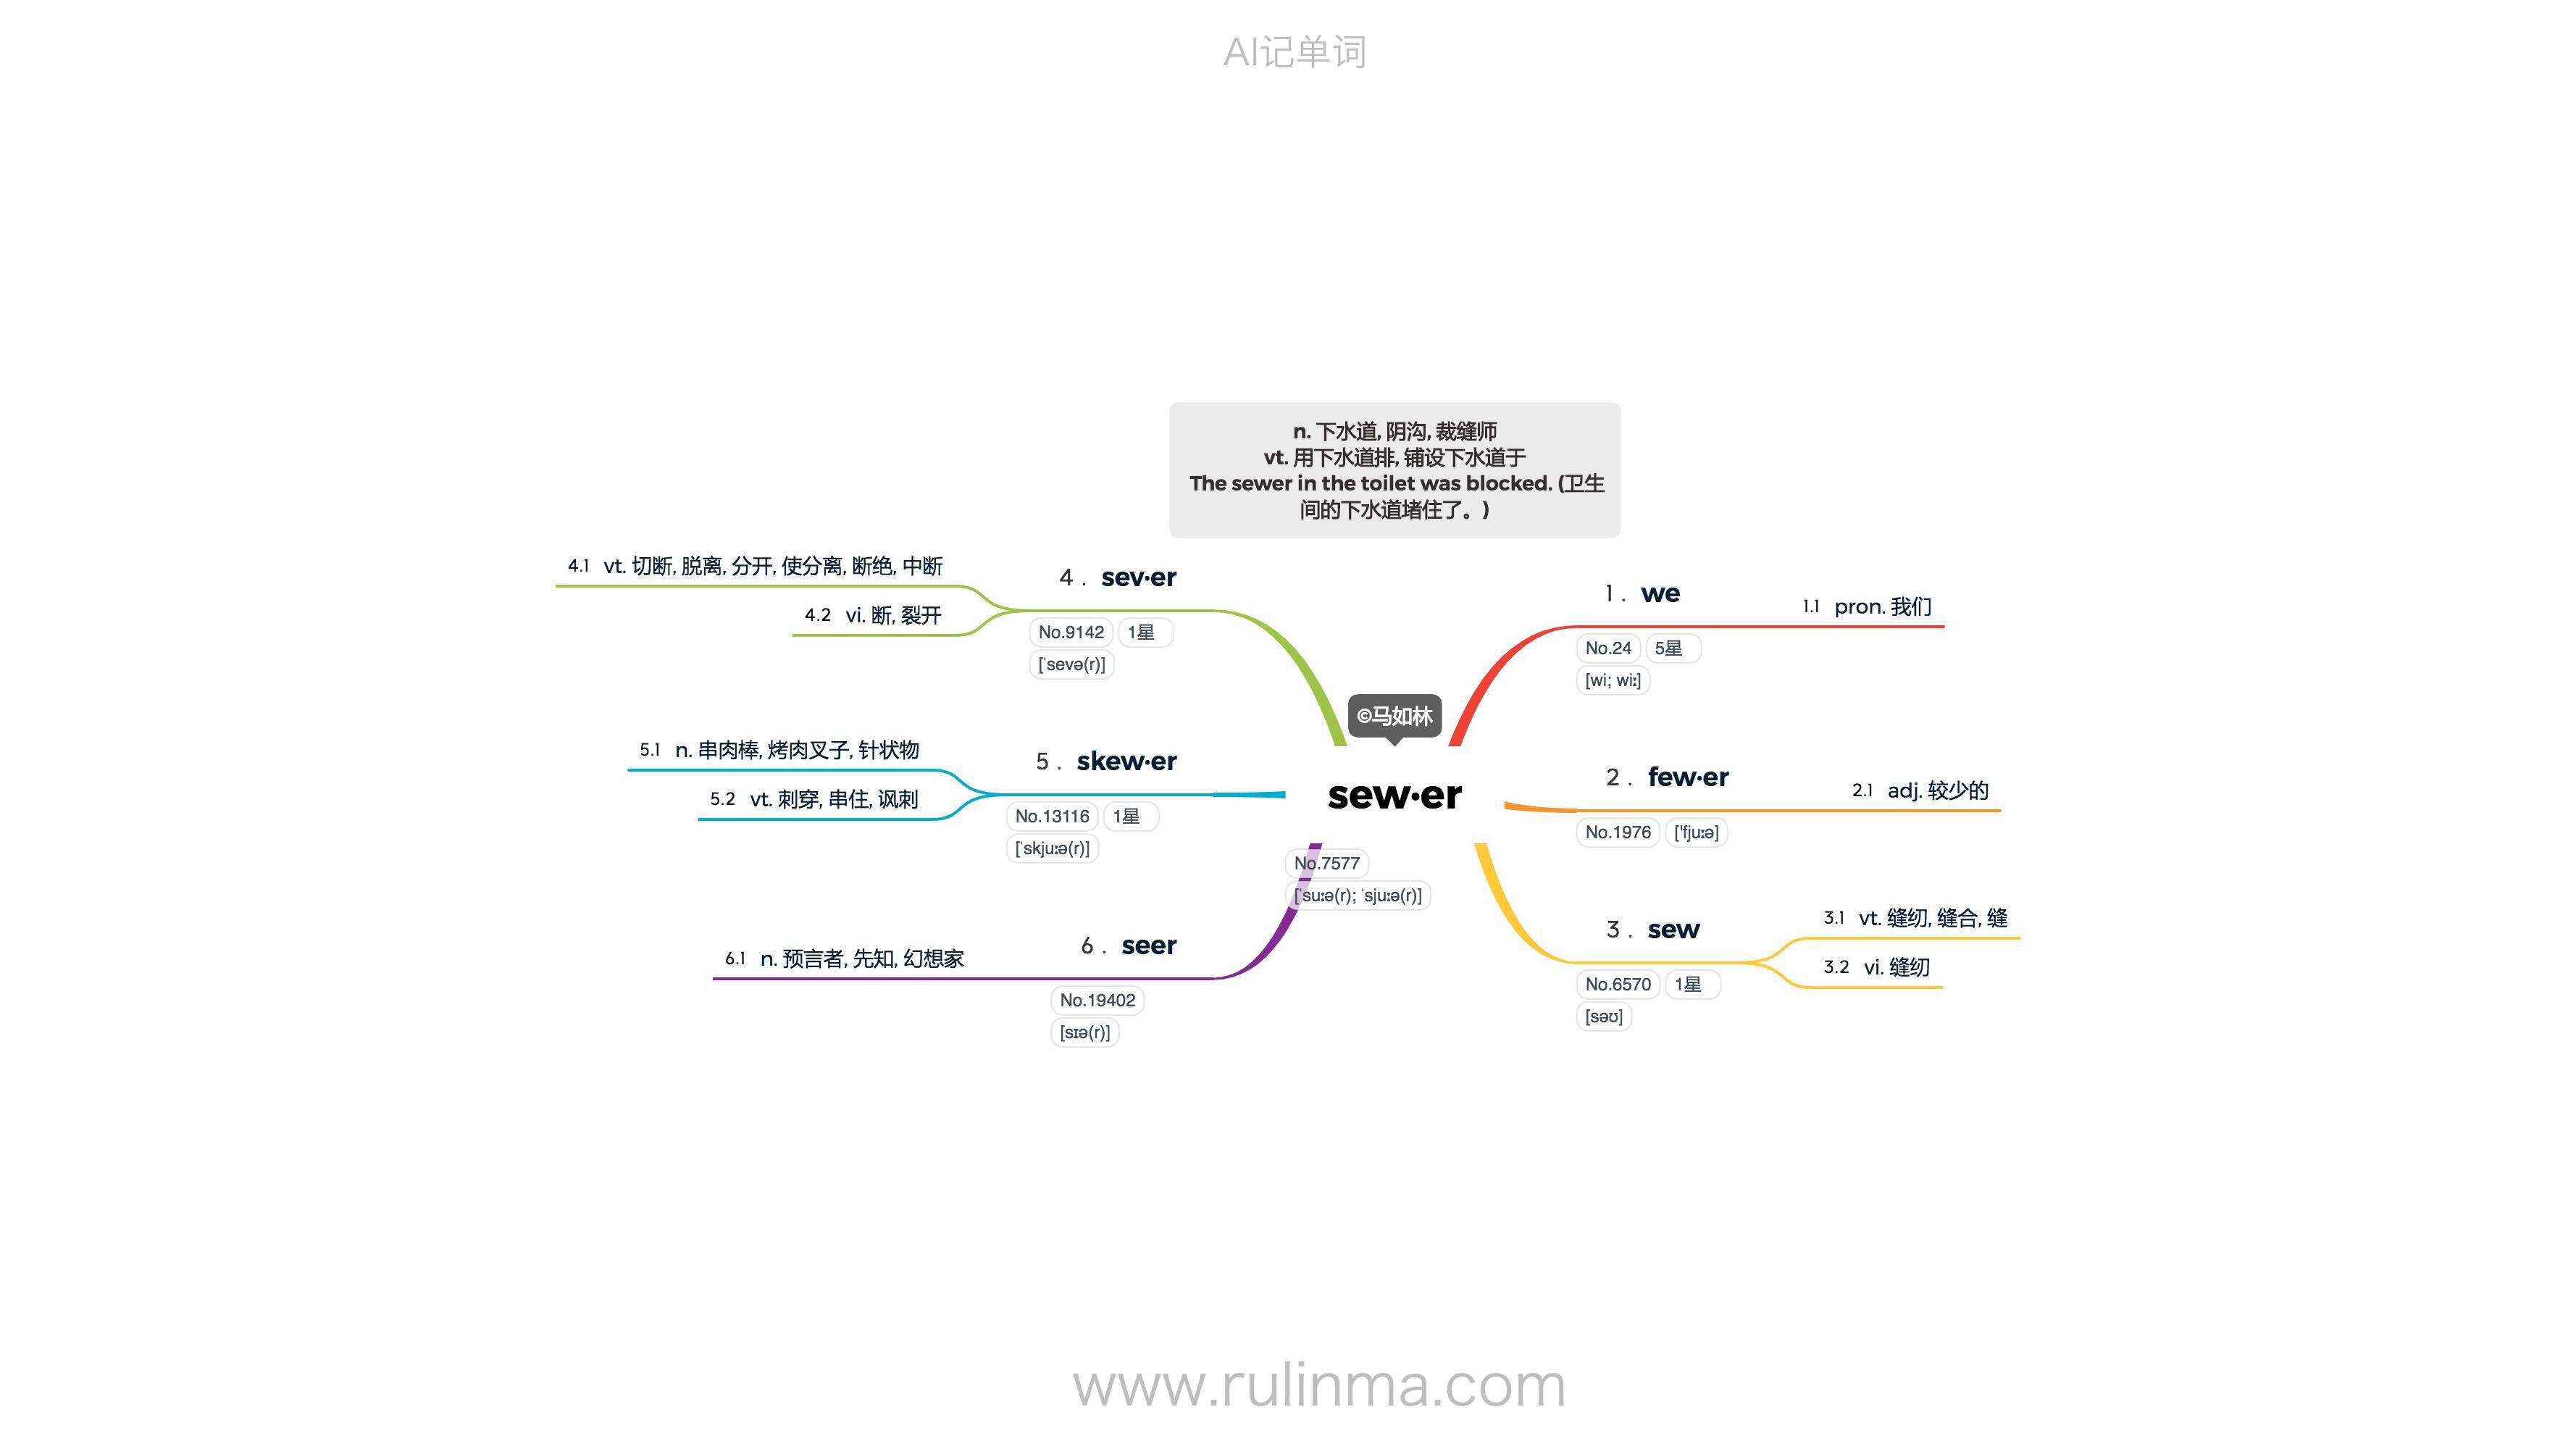 AI记单词
n. 下水道, 阴沟, 裁缝师
vt. 用下水道排, 铺设下水道于
The sewer in the toilet was blocked. (卫生
间的下水道堵住了。)
©马如林
sew·er
No.7577
[ˈsuːə(r); ˈsjuːə(r)]
1 . we
No.24 5星
[wi; wiː]
1.1 pron. 我们
2 . few·er
No.1976 [ˈfjuːə]
2.1 adj. 较少的
3 . sew
No.6570 1星
[səʊ]
3.1 vt. 缝纫, 缝合, 缝
3.2 vi. 缝纫
4 . sev·er
No.9142 1星
[ˈsevə(r)]
4.1 vt. 切断, 脱离, 分开, 使分离, 断绝, 中断
4.2 vi. 断, 裂开
5 . skew·er
No.13116 1星
[ˈskjuːə(r)]
5.1 n. 串肉棒, 烤肉叉子, 针状物
5.2 vt. 刺穿, 串住, 讽刺
6 . seer
No.19402
[sɪə(r)]
6.1 n. 预言者, 先知, 幻想家
www.rulinma.com